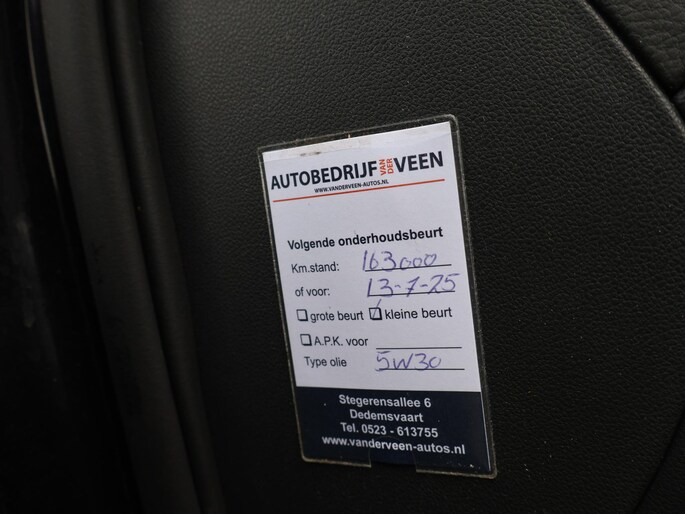 AUTOBEDRIJF VAN DER VEEN
WWW.VANDERVEEN-AUTOS.NL
Volgende onderhoudsbeurt
Km.stand: 163000
of voor: 13-7-25
grote beurt kleine beurt
A.P.K. voor
Type olie 5W30
Stegerensallee 6
Dedemsvaart
Tel. 0523 - 613755
www.vanderveen-autos.nl